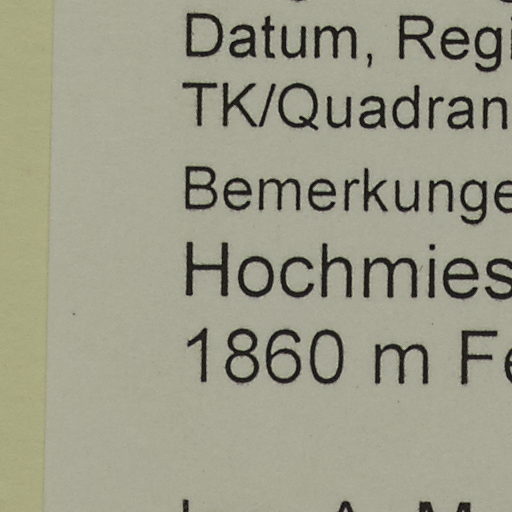 Datum, Regi
TK/Quadran
Bemerkunge
Hochmies
1860 m Fe